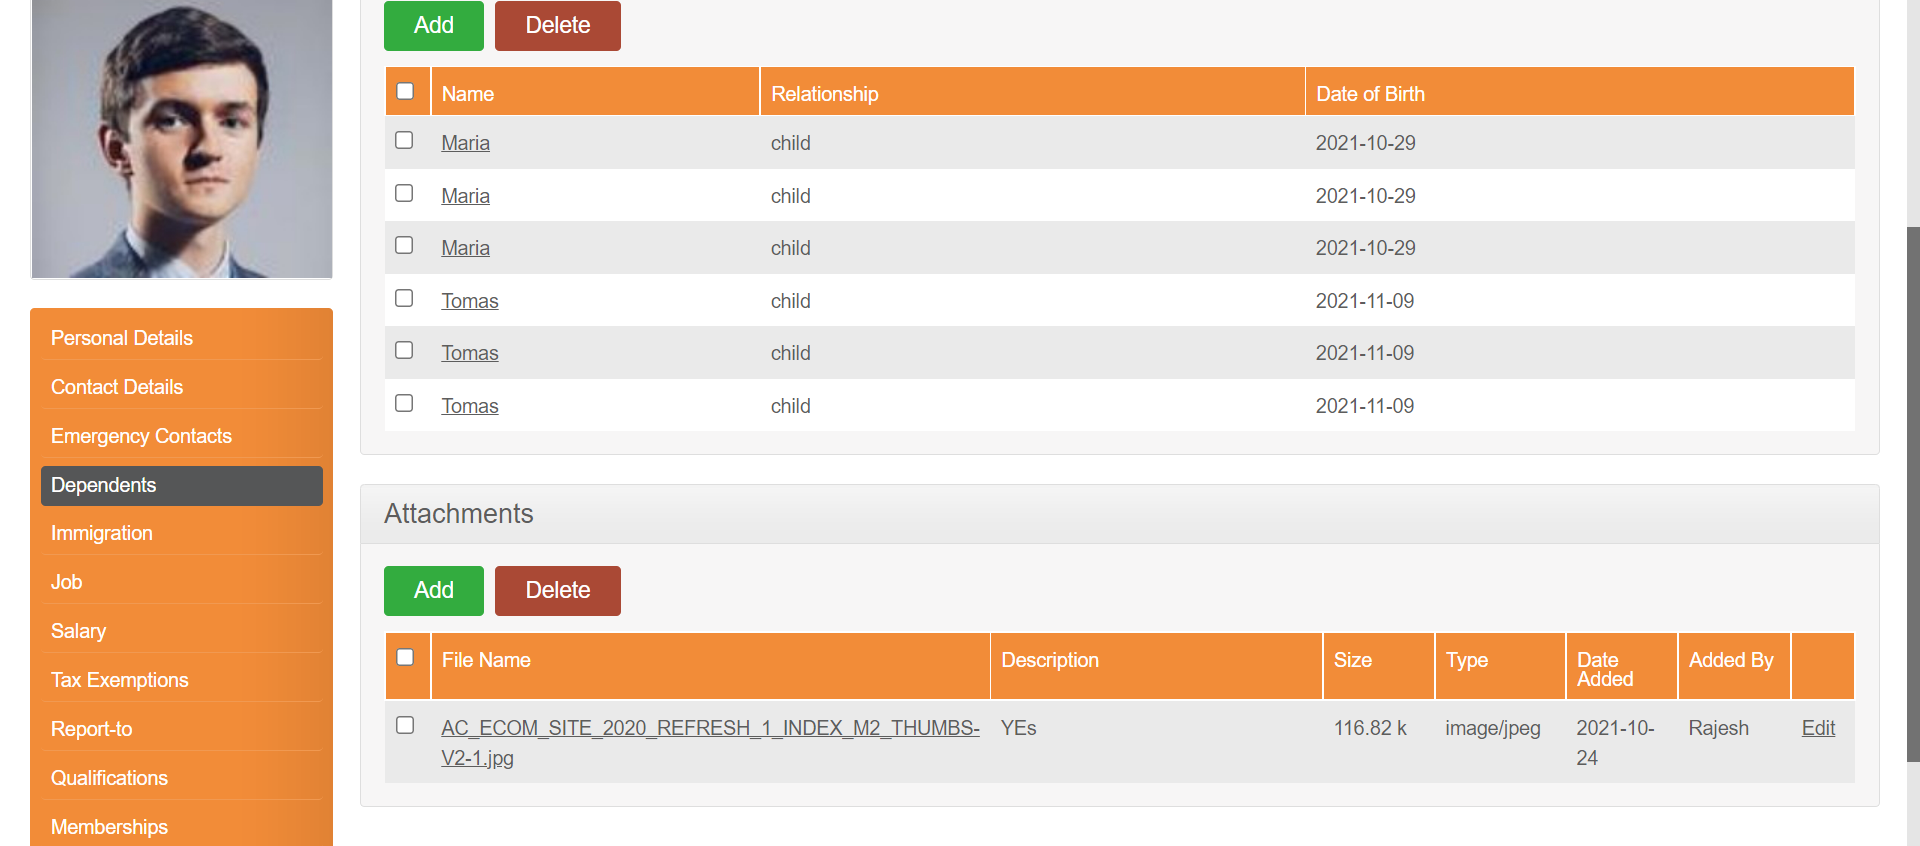 Add Delete
Name Relationship Date of Birth
Maria child 2021-10-29
Maria child 2021-10-29
Maria child 2021-10-29
Tomas child 2021-11-09
Tomas child 2021-11-09
Tomas child 2021-11-09
Personal Details
Contact Details
Emergency Contacts
Dependents
Immigration
Job
Salary
Tax Exemptions
Report-to
Qualifications
Memberships
Attachments
Add Delete
File Name Description Size Type Date Added Added By
AC_ECOM_SITE_2020_REFRESH_1_INDEX_M2_THUMBS- YEs 116.82 k image/jpeg 2021-10- Rajesh Edit
V2-1.jpg 24